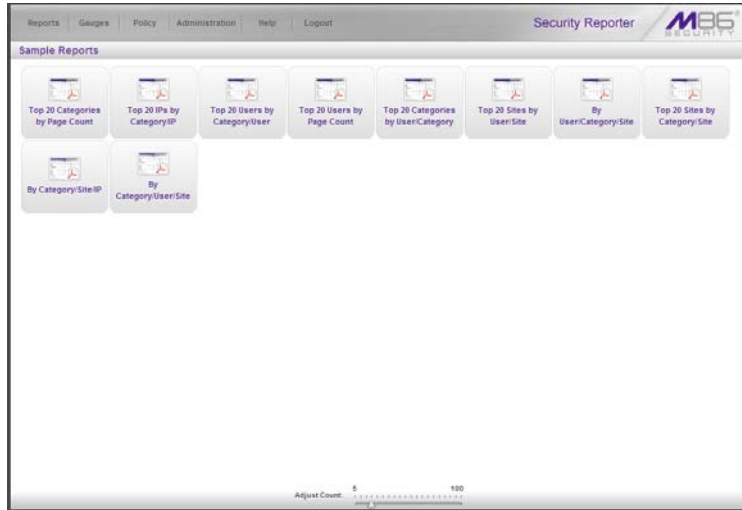 Reports Gauges Policy Administration Help Logout Security Reporter M86 SECURITY
Sample Reports
Top 20 Categories by Page Count
Top 20 IPs by Category/IP
Top 20 Users by Category/User
Top 20 Users by Page Count
Top 20 Categories by User/Category
Top 20 Sites by User/Site
By User/Category/Site
Top 20 Sites by Category/Site
By Category/Site/IP
By Category/User/Site
5 100
Adjust Count